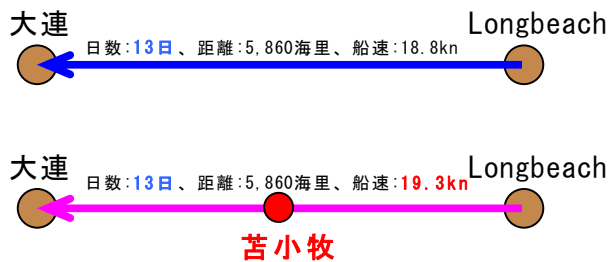 大連 Longbeach
日数:13日、距離:5,860海里、船速:18.8kn
大連 Longbeach
日数:13日、距離:5,860海里、船速:19.3kn
苫小牧